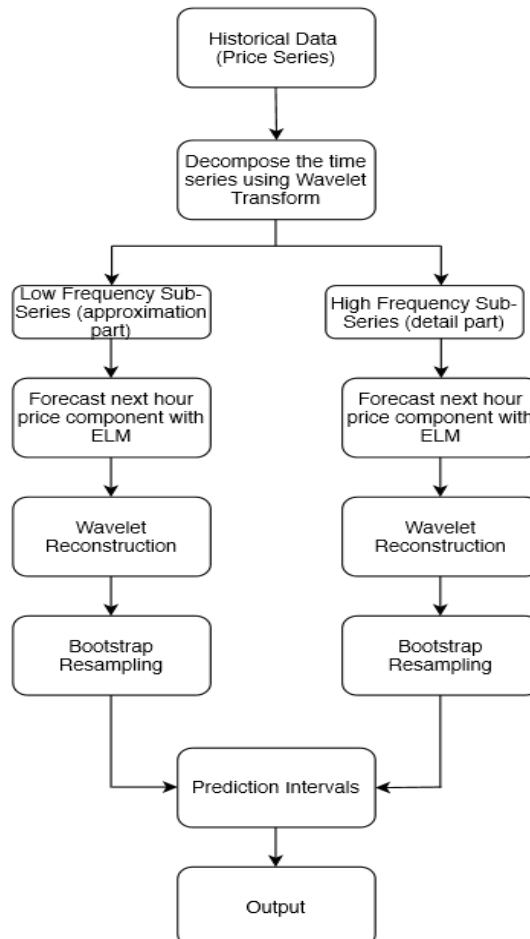 Historical Data
(Price Series)
Decompose the time
series using Wavelet
Transform
Low Frequency Sub-
Series (approximation
part)
High Frequency Sub-
Series (detail part)
Forecast next hour
price component with
ELM
Forecast next hour
price component with
ELM
Wavelet
Reconstruction
Wavelet
Reconstruction
Bootstrap
Resampling
Bootstrap
Resampling
Prediction Intervals
Output